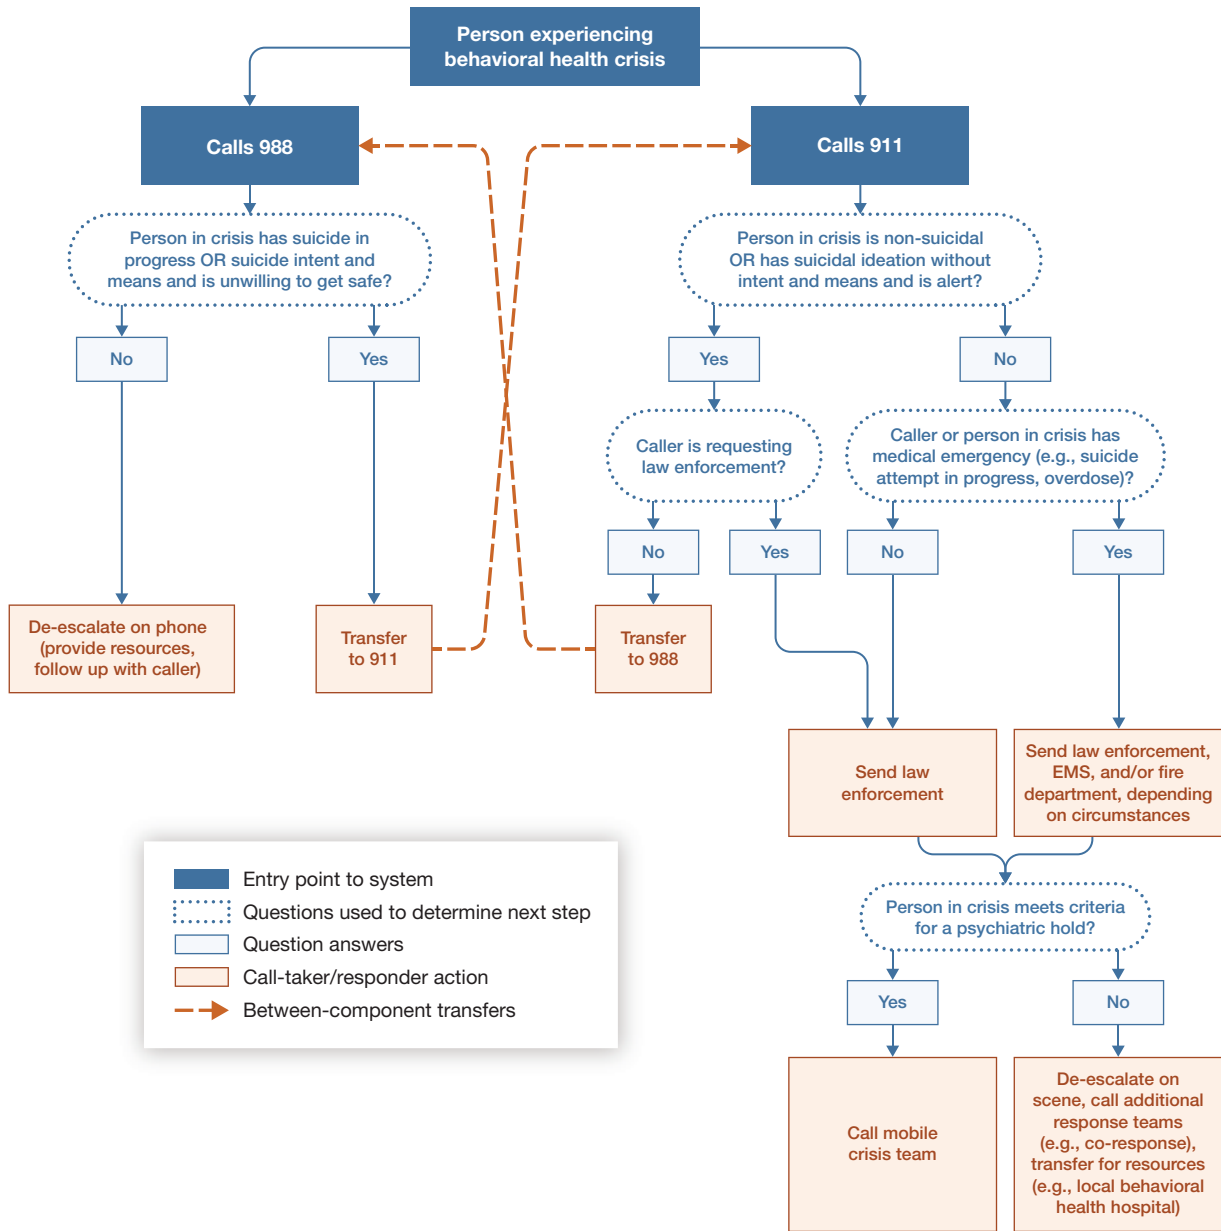 Person experiencing
behavioral health crisis
Calls 988
Calls 911
Person in crisis has suicide in
progress OR suicide intent and
means and is unwilling to get safe?
Person in crisis is non-suicidal
OR has suicidal ideation without
intent and means and is alert?
No
Yes
Yes
No
Caller is requesting
law enforcement?
Caller or person in crisis has
medical emergency (e.g., suicide
attempt in progress, overdose)?
No
Yes
No
Yes
De-escalate on phone
(provide resources,
follow up with caller)
Transfer
to 911
Transfer
to 988
Send law
enforcement
Send law enforcement,
EMS, and/or fire
department, depending
on circumstances
Entry point to system
Questions used to determine next step
Question answers
Call-taker/responder action
Between-component transfers
Person in crisis meets criteria
for a psychiatric hold?
Yes
No
Call mobile
crisis team
De-escalate on
scene, call additional
response teams
(e.g., co-response),
transfer for resources
(e.g., local behavioral
health hospital)